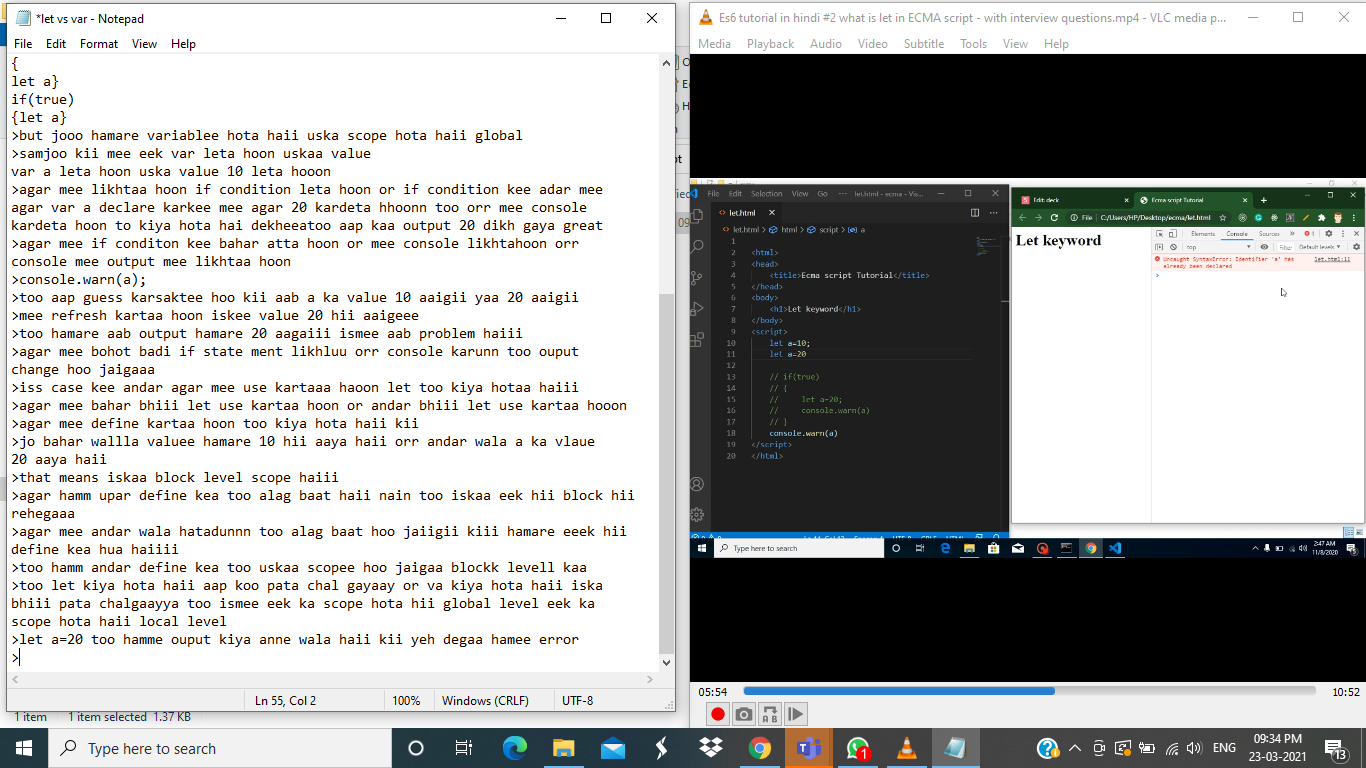 *let vs var - Notepad
File Edit Format View Help
{
let a}
if(true)
{let a}
>but jooo hamare variablee hota haii uska scope hota haii global
>samjoo kii mee eek var leta hoon uskaa value
var a leta hoon uska value 10 leta hooon
>agar mee likhtaa hoon if condition leta hoon or if condition kee adar mee
agar var a declare karkee mee agar 20 kardeta hhoonn too orr mee console
kardeta hoon to kiya hota hai dekheeatoo aap kaa output 20 dikh gaya great
>agar mee if conditon kee bahar atta hoon or mee console likhtahoon orr
console mee output mee likhtaa hoon
>console.warn(a);
>too aap guess karsaktee hoo kii aab a ka value 10 aaigii yaa 20 aaigii
>mee refresh kartaa hoon iskee value 20 hii aaigeee
>too hamare aab output hamare 20 aagaiii ismee aab problem haiii
>agar mee bohot badi if state ment likhluu orr console karunn too ouput
change hoo jaigaaa
>iss case kee andar agar mee use kartaaa haoon let too kiya hotaa haiii
>agar mee bahar bhiii let use kartaa hoon or andar bhiii let use kartaa hooon
>agar mee define kartaa hoon too kiya hota haii kii
>jo bahar wallla valuee hamare 10 hii aaya haii orr andar wala a ka vlaue
20 aaya haii
>that means iskaa block level scope haiii
>agar hamm upar define kea too alag baat haii nain too iskaa eek hii block hii
rehegaaa
>agar mee andar wala hatadunnn too alag baat hoo jaiigii kiii hamare eeek hii
define kea hua haiiii
>too hamm andar define kea too uskaa scopee hoo jaigaa blockk levell kaa
>too let kiya hota haii aap koo pata chal gayaay or va kiya hota haii iska
bhiii pata chalgaayya too ismee eek ka scope hota hii global level eek ka
scope hota haii local level
>let a=20 too hamme ouput kiya anne wala haii kii yeh degaa hamee error
>
Ln 55, Col 2 100% Windows (CRLF) UTF-8
1 item 1 item selected 1.37 KB
Es6 tutorial in hindi #2 what is let in ECMA script - with interview questions.mp4 - VLC media p...
Media Playback Audio Video Subtitle Tools View Help
File Edit Selection View Go ··· let.html - ecma - Vis...
let.html
let.html > html > script > a
1
2 <html>
3 <head>
4 <title>Ecma script Tutorial</title>
5 </head>
6 <body>
7 <h1>Let keyword</h1>
8 </body>
9 <script>
10 let a=10;
11 let a=20
12
13 // if(true)
14 // {
15 // let a=20;
16 // console.warn(a)
17 // }
18 console.warn(a)
19 </script>
20 </html>
Edit deck Ecma script Tutorial
File C:/Users/HP/Desktop/ecma/let.html
Let keyword
Elements Console Sources
top Filter Default levels
Uncaught SyntaxError: Identifier 'a' has let.html:11
already been declared
Type here to search
2:47 AM
11/8/2020
05:54 10:52
Type here to search
ENG
09:34 PM
23-03-2021
13